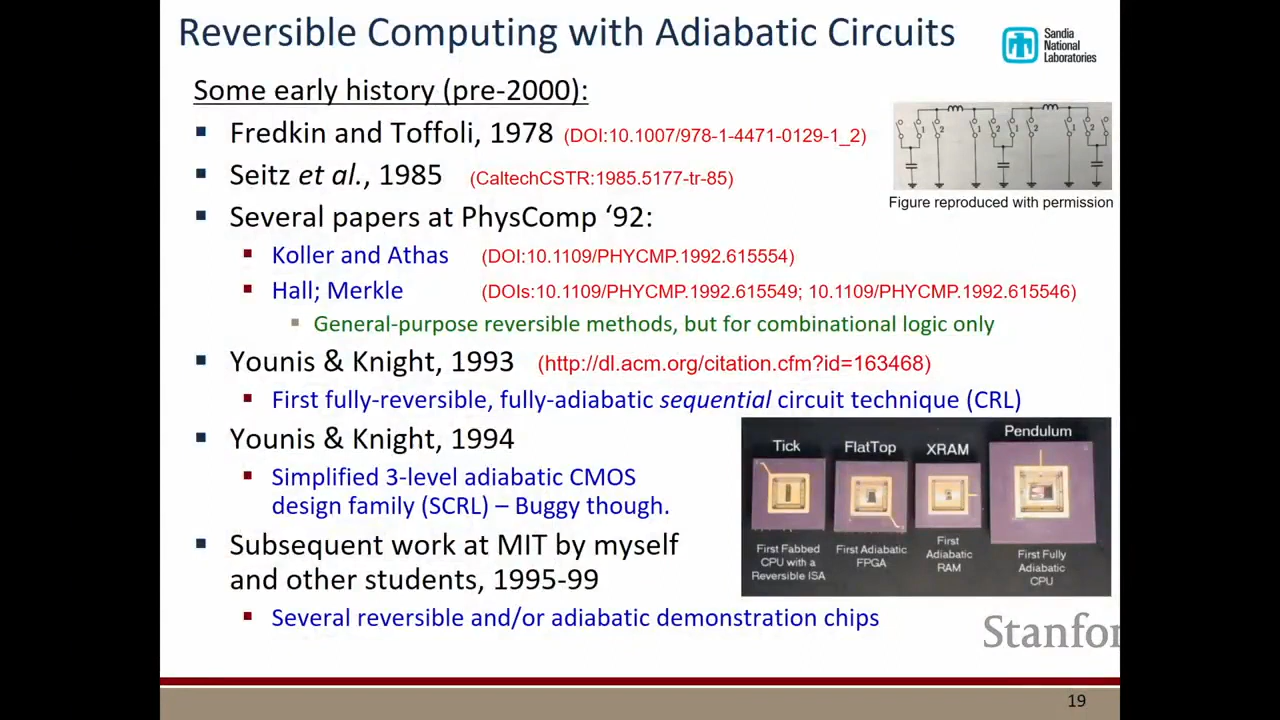 Reversible Computing with Adiabatic Circuits
Sandia
National
Laboratories
Some early history (pre-2000):
Fredkin and Toffoli, 1978 (DOI:10.1007/978-1-4471-0129-1_2)
Seitz et al., 1985 (CaltechCSTR:1985.5177-tr-85)
Figure reproduced with permission
Several papers at PhysComp ‘92:
Koller and Athas (DOI:10.1109/PHYCMP.1992.615554)
Hall; Merkle (DOIs:10.1109/PHYCMP.1992.615549; 10.1109/PHYCMP.1992.615546)
General-purpose reversible methods, but for combinational logic only
Younis & Knight, 1993 (http://dl.acm.org/citation.cfm?id=163468)
First fully-reversible, fully-adiabatic sequential circuit technique (CRL)
Younis & Knight, 1994
Simplified 3-level adiabatic CMOS
design family (SCRL) – Buggy though.
Subsequent work at MIT by myself
and other students, 1995-99
Several reversible and/or adiabatic demonstration chips
Tick
First Fabbed
CPU with a
Reversible ISA
FlatTop
First Adiabatic
FPGA
XRAM
First
Adiabatic
RAM
Pendulum
First Fully
Adiabatic
CPU
Stanfor
19